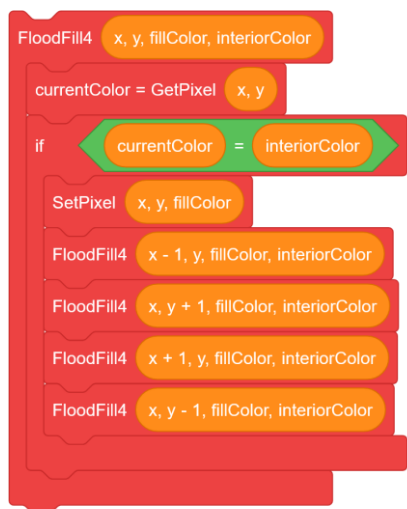 FloodFill4 x, y, fillColor, interiorColor
currentColor = GetPixel x, y
if currentColor = interiorColor
SetPixel x, y, fillColor
FloodFill4 x - 1, y, fillColor, interiorColor
FloodFill4 x, y + 1, fillColor, interiorColor
FloodFill4 x + 1, y, fillColor, interiorColor
FloodFill4 x, y - 1, fillColor, interiorColor